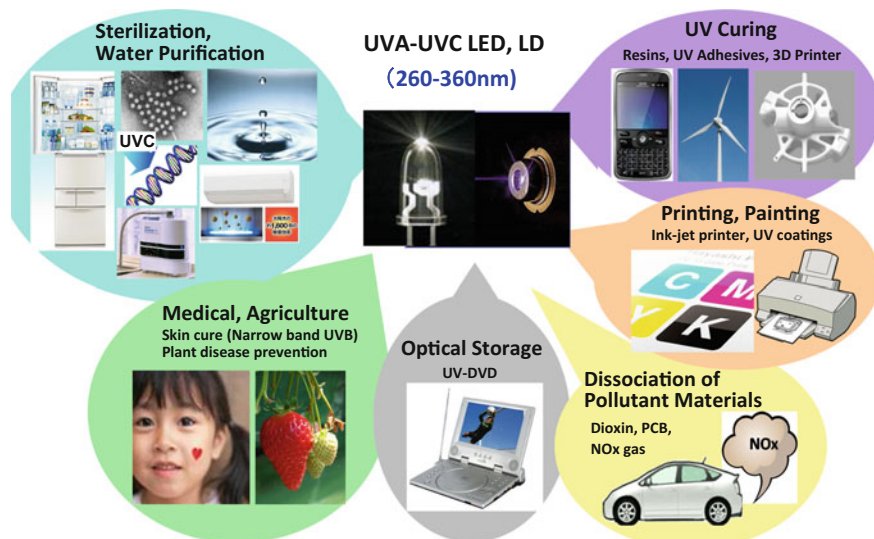 Sterilization,
Water Purification
UVC
UVA-UVC LED, LD
(260-360nm)
UV Curing
Resins, UV Adhesives, 3D Printer
Printing, Painting
Ink-jet printer, UV coatings
C
M
Y
K
Medical, Agriculture
Skin cure (Narrow band UVB)
Plant disease prevention
Optical Storage
UV-DVD
Dissociation of
Pollutant Materials
Dioxin, PCB,
NOx gas
NOx